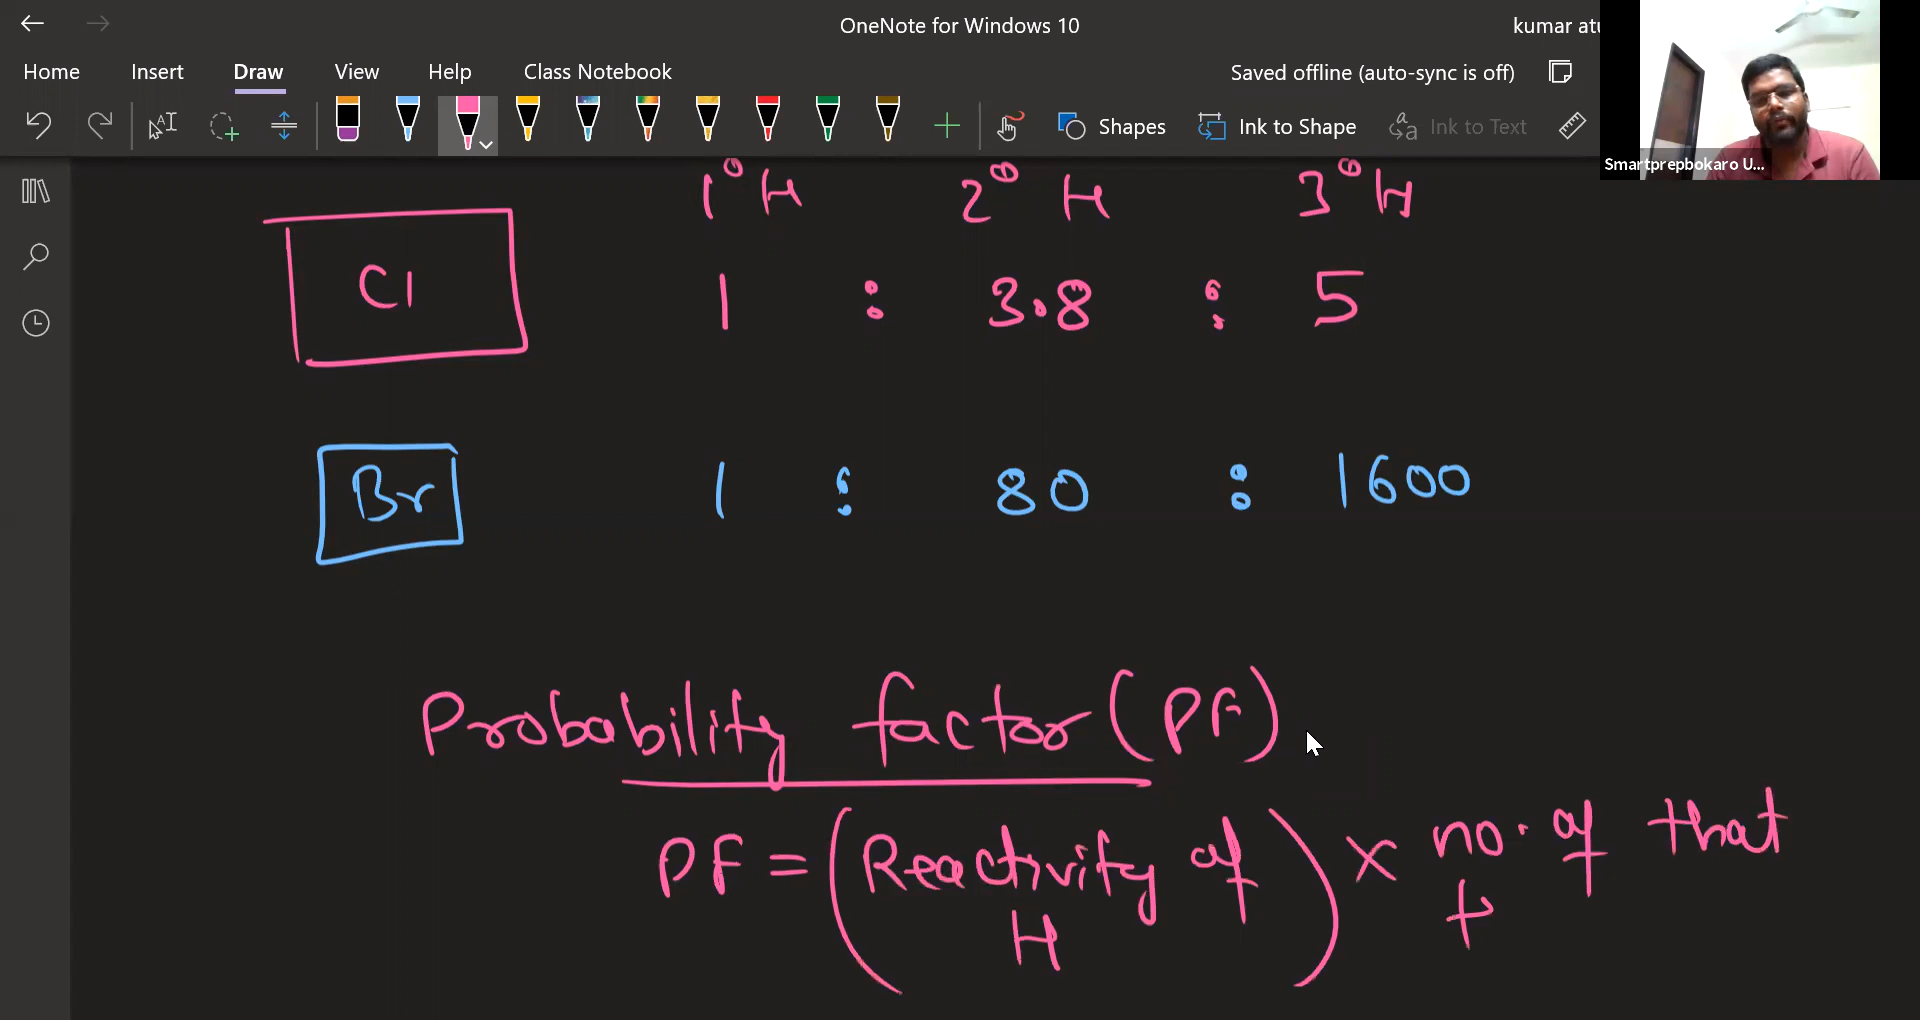 OneNote for Windows 10
kumar atu
Home Insert Draw View Help Class Notebook
Saved offline (auto-sync is off)
Shapes Ink to Shape Ink to Text
Smartprepbokaro U...
1° H 2° H 3° H
Cl 1 : 3.8 : 5
Br 1 : 80 : 1600
Probability factor (PF)
PF = (Reactivity of H) × no. of that